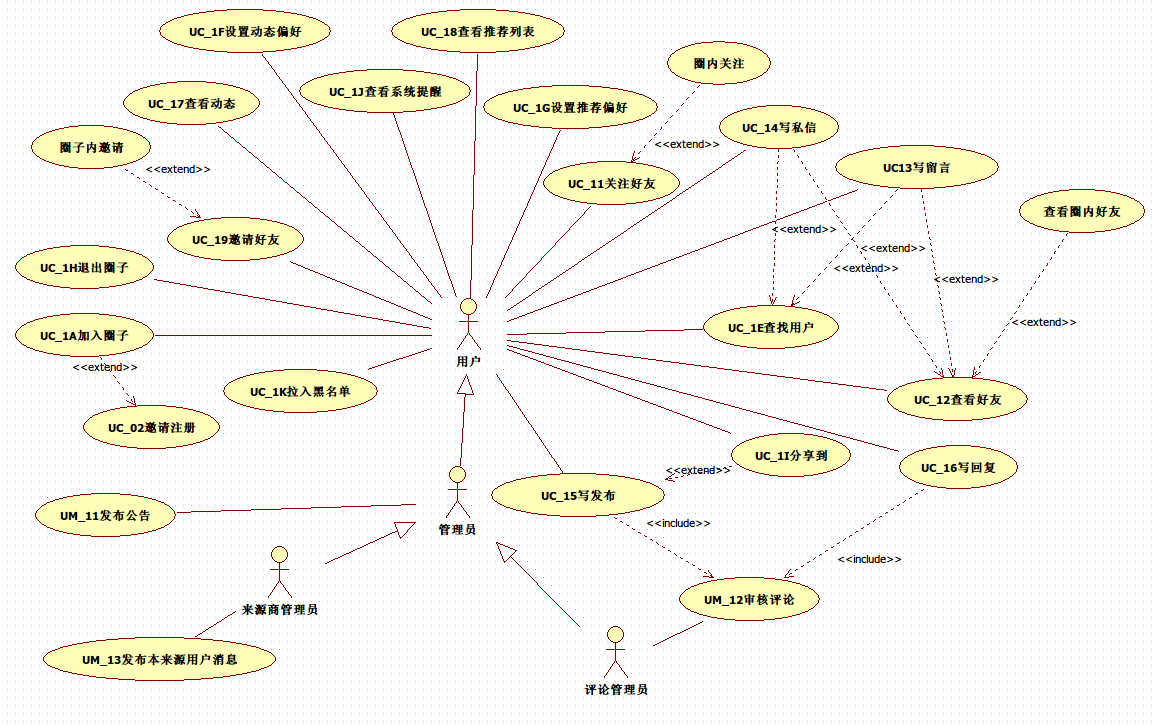 UC_1F设置动态偏好
UC_18查看推荐列表
圈内关注
UC_1J查看系统提醒
UC_17查看动态
UC_1G设置推荐偏好
UC_14写私信
圈子内邀请
<<extend>>
<<extend>>
UC13写留言
UC_11关注好友
查看圈内好友
UC_19邀请好友
<<extend>>
<<extend>>
UC_1H退出圈子
<<extend>>
<<extend>>
<<extend>>
UC_1A加入圈子
UC_1E查找用户
用户
<<extend>>
UC_1K拉入黑名单
UC_12查看好友
UC_02邀请注册
UC_1I分享到
<<extend>>
UC_16写回复
UC_15写发布
UM_11发布公告
<<include>>
管理员
<<include>>
来源商管理员
UM_12审核评论
UM_13发布本来源用户消息
评论管理员